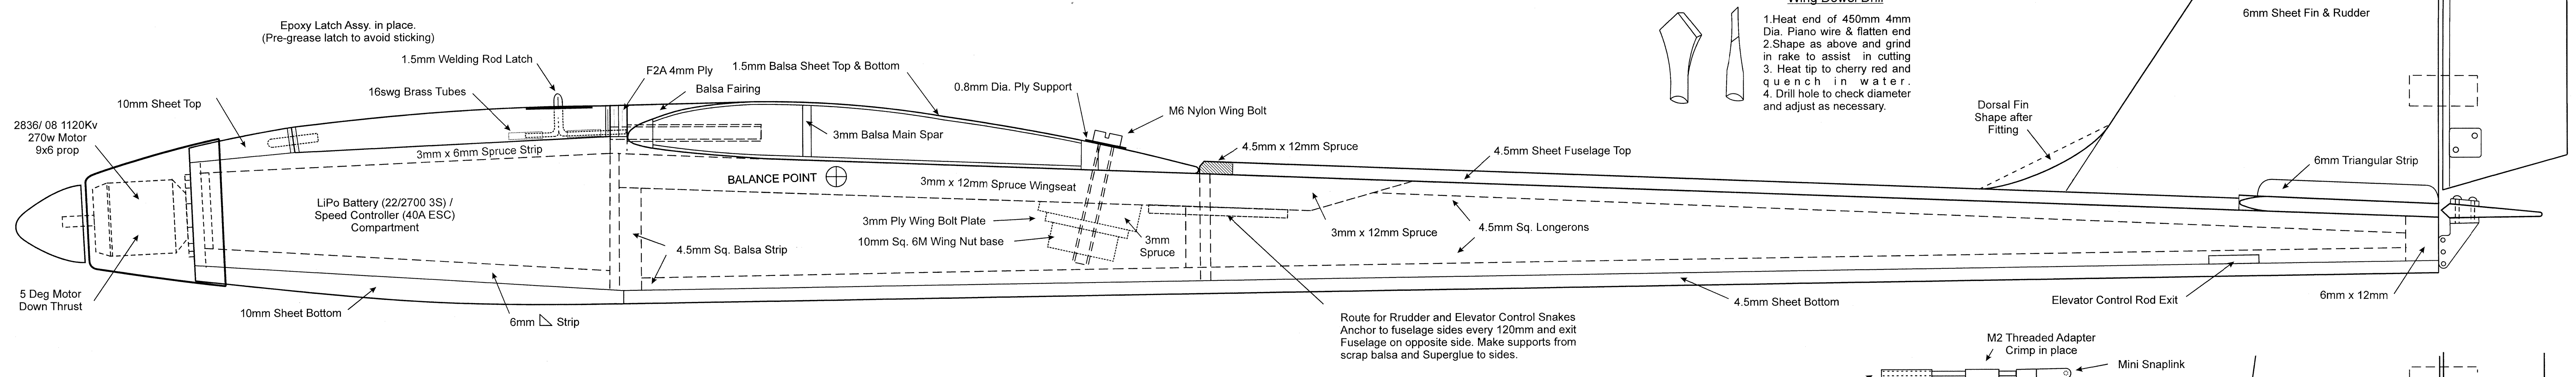 Epoxy Latch Assy. in place.
(Pre-grease latch to avoid sticking)
1.5mm Welding Rod Latch
16swg Brass Tubes
10mm Sheet Top
2836/ 08 1120Kv
270w Motor
9x6 prop
F2A 4mm Ply
Balsa Fairing
1.5mm Balsa Sheet Top & Bottom
0.8mm Dia. Ply Support
M6 Nylon Wing Bolt
3mm Balsa Main Spar
3mm x 6mm Spruce Strip
4.5mm x 12mm Spruce
4.5mm Sheet Fuselage Top
BALANCE POINT
3mm x 12mm Spruce Wingseat
LiPo Battery (22/2700 3S) /
Speed Controller (40A ESC)
Compartment
3mm Ply Wing Bolt Plate
10mm Sq. 6M Wing Nut base
3mm
Spruce
4.5mm Sq. Balsa Strip
3mm x 12mm Spruce
4.5mm Sq. Longerons
5 Deg Motor
Down Thrust
10mm Sheet Bottom
6mm Strip
Route for Rrudder and Elevator Control Snakes
Anchor to fuselage sides every 120mm and exit
Fuselage on opposite side. Make supports from
scrap balsa and Superglue to sides.
4.5mm Sheet Bottom
Wing Dowel Drill
1.Heat end of 450mm 4mm
Dia. Piano wire & flatten end
2.Shape as above and grind
in rake to assist in cutting
3. Heat tip to cherry red and
quench in water.
4. Drill hole to check diameter
and adjust as necessary.
Dorsal Fin
Shape after
Fitting
6mm Sheet Fin & Rudder
6mm Triangular Strip
Elevator Control Rod Exit
6mm x 12mm
M2 Threaded Adapter
Crimp in place
Mini Snaplink